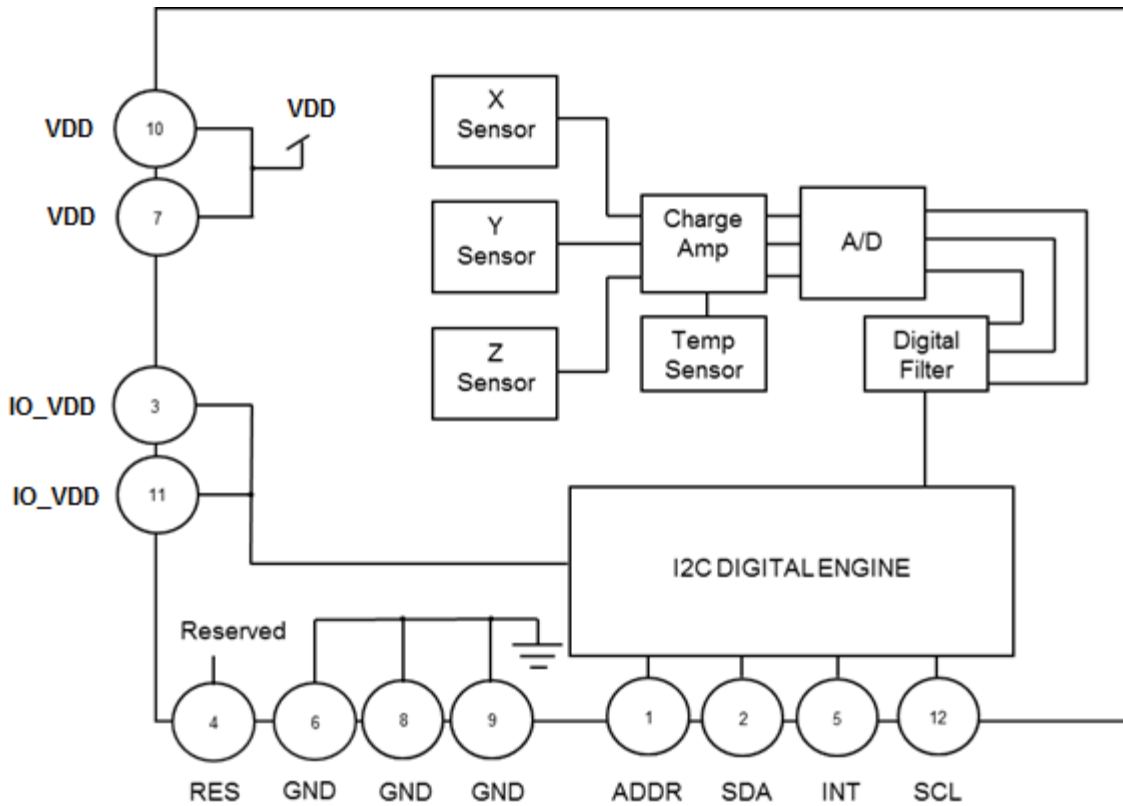 VDD
10
VDD
VDD
7
X
Sensor
Y
Sensor
Z
Sensor
Charge
Amp
A/D
Temp
Sensor
Digital
Filter
IO_VDD
3
IO_VDD
11
I2C DIGITAL ENGINE
Reserved
4
6
8
9
1
2
5
12
RES
GND
GND
GND
ADDR
SDA
INT
SCL